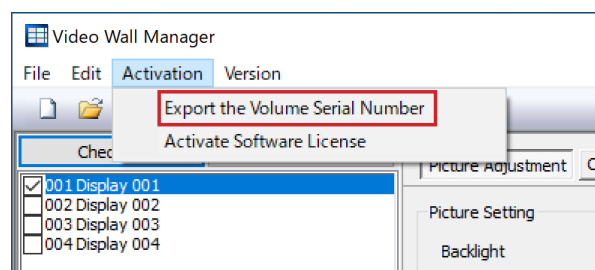 Video Wall Manager
File Edit Activation Version
Export the Volume Serial Number
Activate Software License
Picture Adjustment
001 Display 001
002 Display 002
003 Display 003
004 Display 004
Picture Setting
Backlight